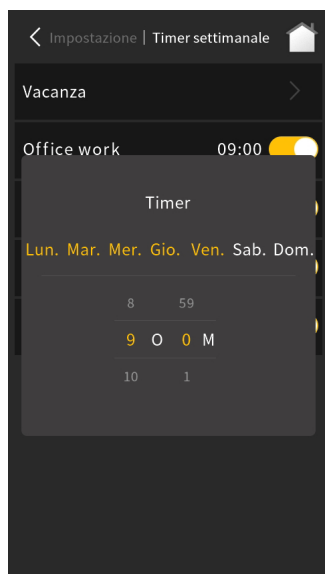 Impostazione | Timer settimanale
Vacanza
Office work 09:00
Timer
Lun. Mar. Mer. Gio. Ven. Sab. Dom.
8 59
9 O 0 M
10 1